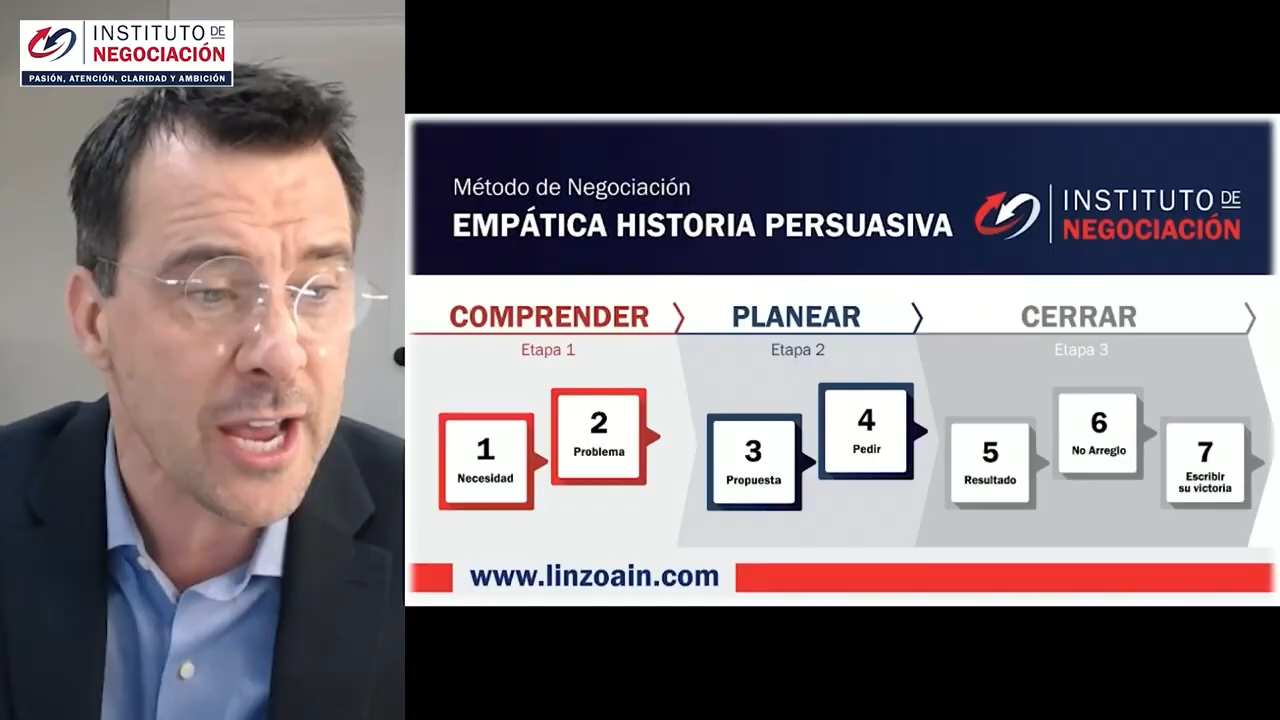 INSTITUTO DE
NEGOCIACIÓN
PASIÓN, ATENCIÓN, CLARIDAD Y AMBICIÓN
Método de Negociación
EMPÁTICA HISTORIA PERSUASIVA
INSTITUTO DE
NEGOCIACIÓN
COMPRENDER
Etapa 1
PLANEAR
Etapa 2
CERRAR
Etapa 3
1
Necesidad
2
Problema
3
Propuesta
4
Pedir
5
Resultado
6
No Arreglo
7
Escribir
su victoria
www.linzoain.com